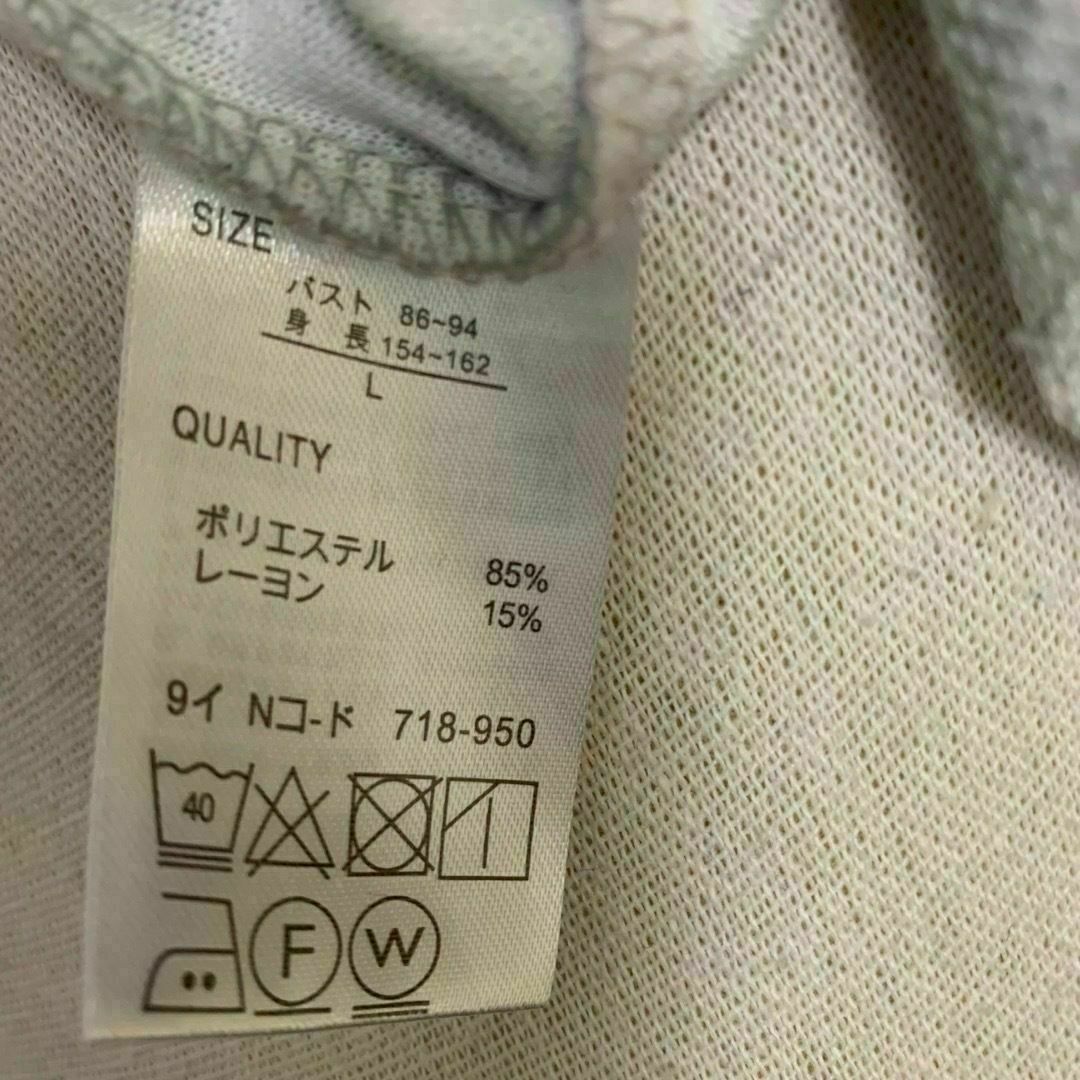 SIZE
バスト 86~94
身 長 154~162
L
QUALITY
ポリエステル 85%
レーヨン 15%
9イ Nコ-ド 718-950
40
F W